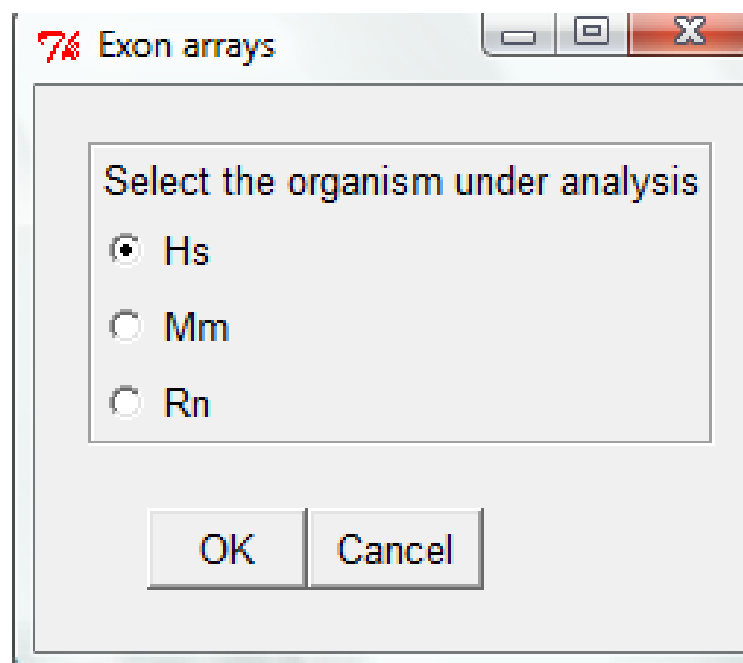 Exon arrays
Select the organism under analysis
Hs
Mm
Rn
OK Cancel